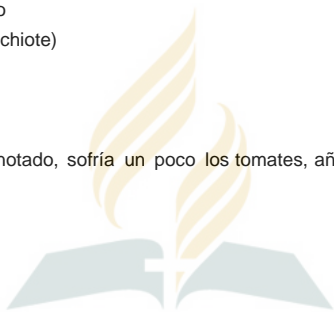 o
chiote)
notado, sofría un poco los tomates, añ